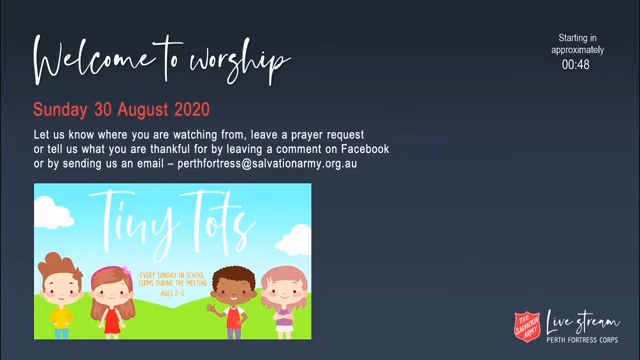 Welcome to worship
Starting in
approximately
00:48
Sunday 30 August 2020
Let us know where you are watching from, leave a prayer request
or tell us what you are thankful for by leaving a comment on Facebook
or by sending us an email – perthfortress@salvationarmy.org.au
Tiny Tots
EVERY SUNDAY IN SCHOOL
TERMS DURING THE MEETING
AGES 2-5
THE
SALVATION
ARMY
Live stream
PERTH FORTRESS CORPS